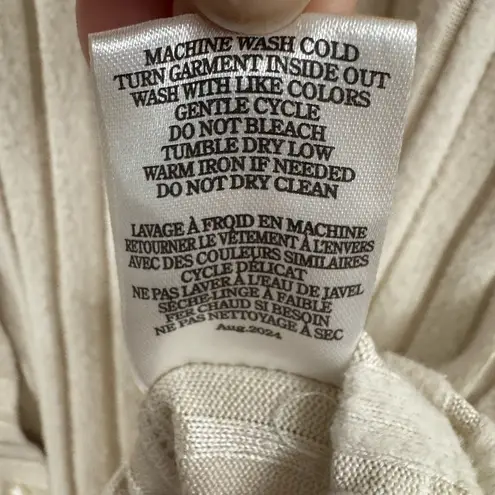 MACHINE WASH COLD
TURN GARMENT INSIDE OUT
WASH WITH LIKE COLORS
GENTLE CYCLE
DO NOT BLEACH
TUMBLE DRY LOW
WARM IRON IF NEEDED
DO NOT DRY CLEAN
LAVAGE À FROID EN MACHINE
RETOURNER LE VÊTEMENT À L'ENVERS
AVEC DES COULEURS SIMILAIRES
CYCLE DÉLICAT
NE PAS LAVER À L'EAU DE JAVEL
SÈCHE-LINGE À FAIBLE
FER CHAUD SI BESOIN
NE PAS NETTOYAGE À SEC
Aug.2024